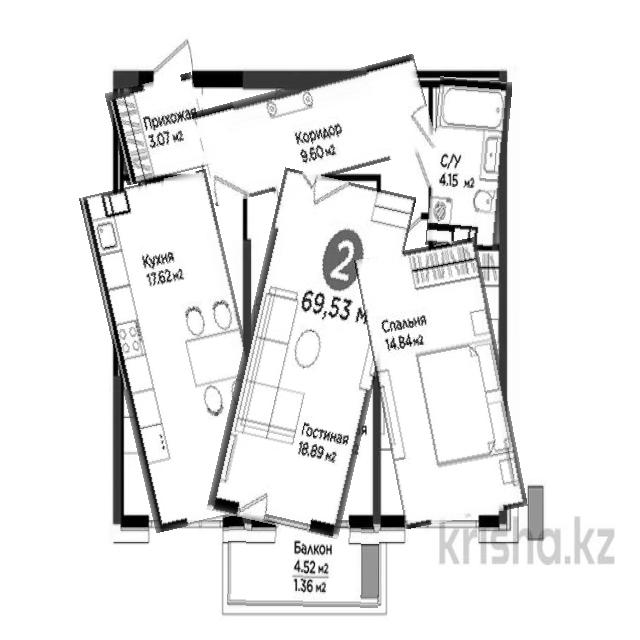 Прихожая
3.07 м2
Коридор
9.60 м2
С/У
4.15 м2
Кухня
17.62 м2
2
69,53 м
Спальня
14.84 м2
Гостиная
18.89 м2
Балкон
4.52 м2
1.36 м2
krisha.kz